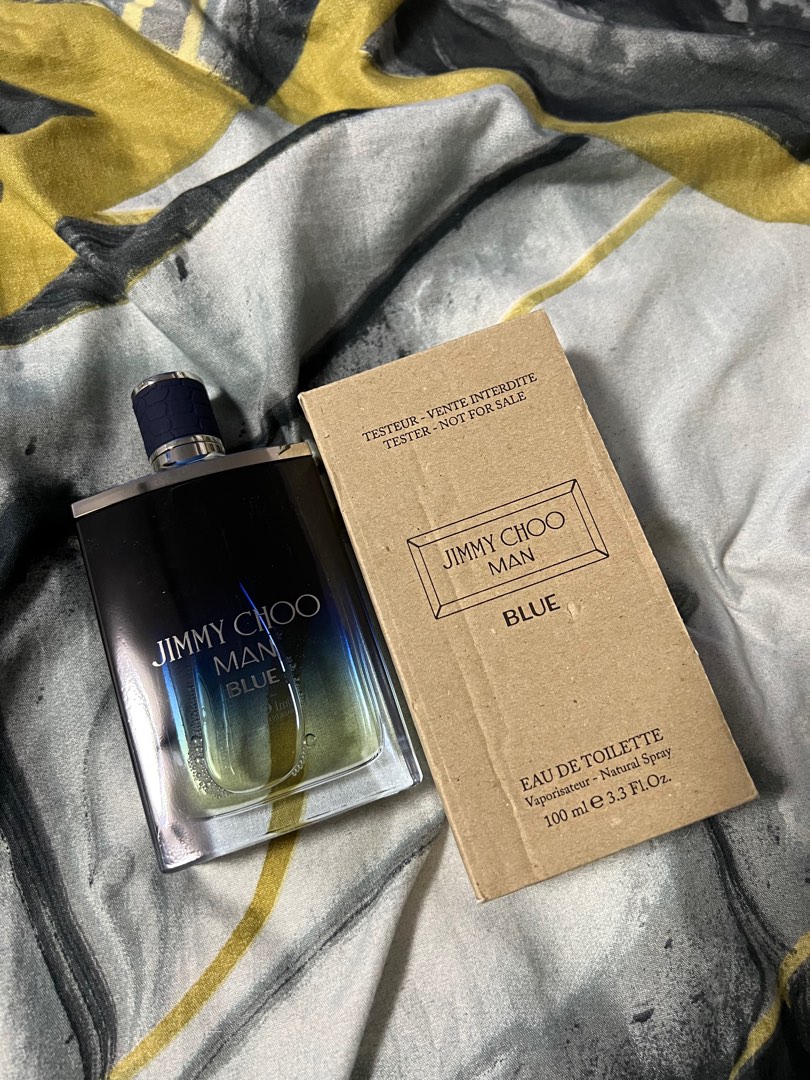 JIMMY CHOO
MAN
BLUE
TESTEUR - VENTE INTERDITE
TESTER - NOT FOR SALE
JIMMY CHOO
MAN
BLUE
EAU DE TOILETTE
Vaporisateur - Natural Spray
100 ml e 3.3 Fl.Oz.